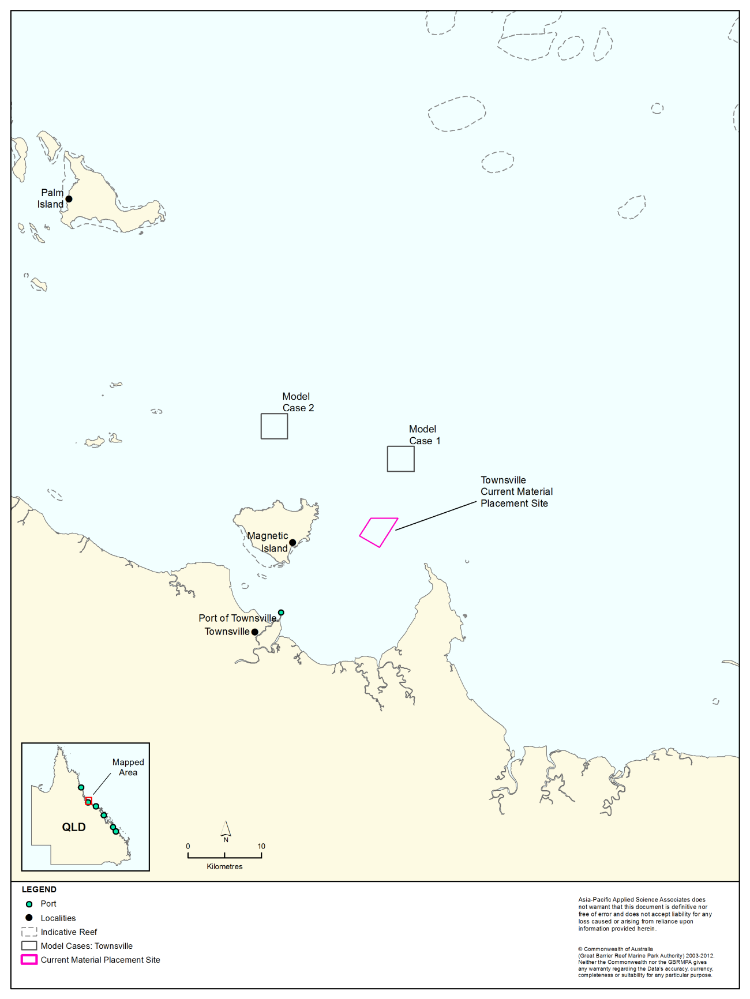 Palm
Island
Model
Case 2
Model
Case 1
Townsville
Current Material
Placement Site
Magnetic
Island
Port of Townsville
Townsville
Mapped
Area
QLD
N
0 10
Kilometres
LEGEND
Port
Localities
Indicative Reef
Model Cases: Townsville
Current Material Placement Site
Asia-Pacific Applied Science Associates does
not warrant that this document is definitive nor
free of error and does not accept liability for any
loss caused or arising from reliance upon
information provided herein.
© Commonwealth of Australia
(Great Barrier Reef Marine Park Authority) 2003-2012.
Neither the Commonwealth nor the GBRMPA gives
any warranty regarding the Data's accuracy, currency,
completeness or suitability for any particular purpose.